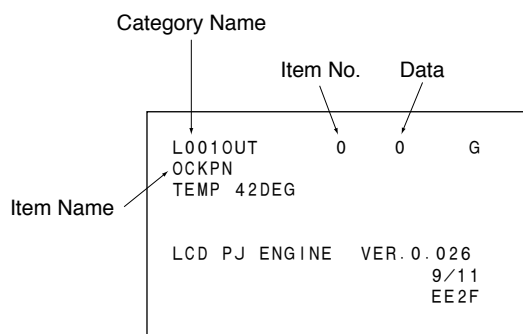 Category Name
Item No. Data
L001OUT 0 0 G
OCKPN
TEMP 42DEG
Item Name
LCD PJ ENGINE VER.0.026
9/11
EE2F